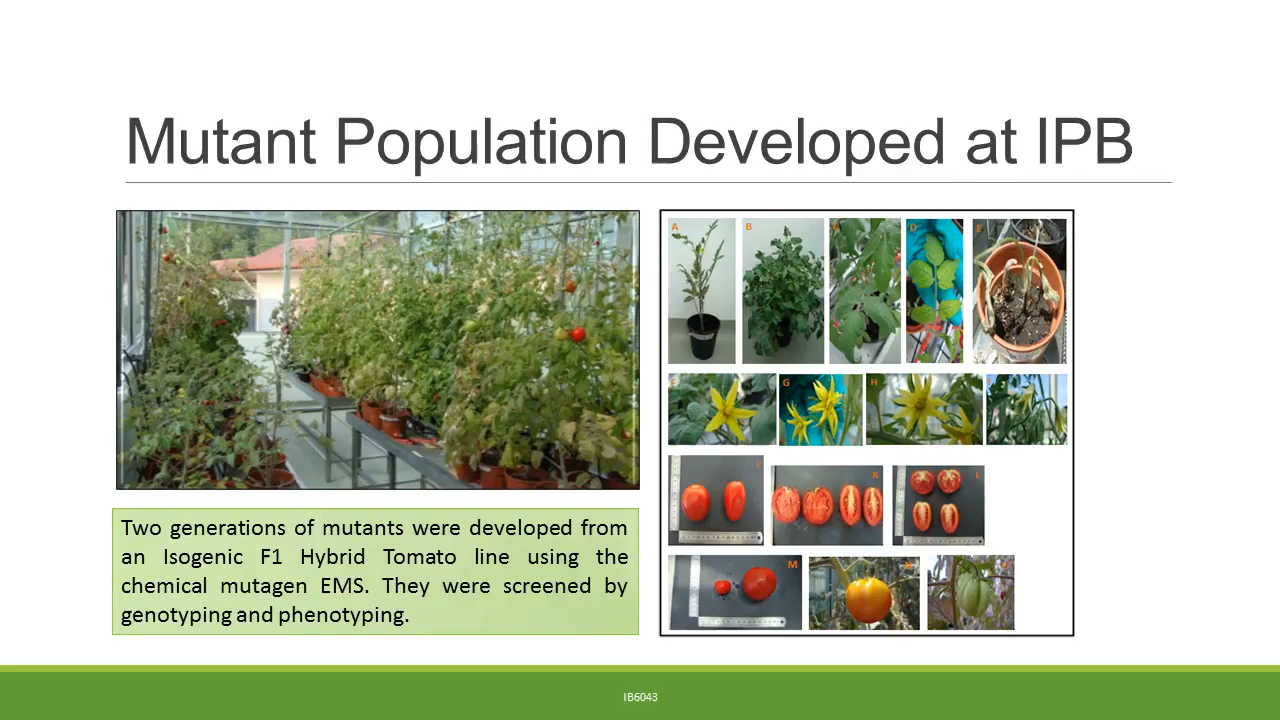 Mutant Population Developed at IPB
Two generations of mutants were developed from
an Isogenic F1 Hybrid Tomato line using the
chemical mutagen EMS. They were screened by
genotyping and phenotyping.
A
B
D
E
F
G
H
K
L
M
IB6043